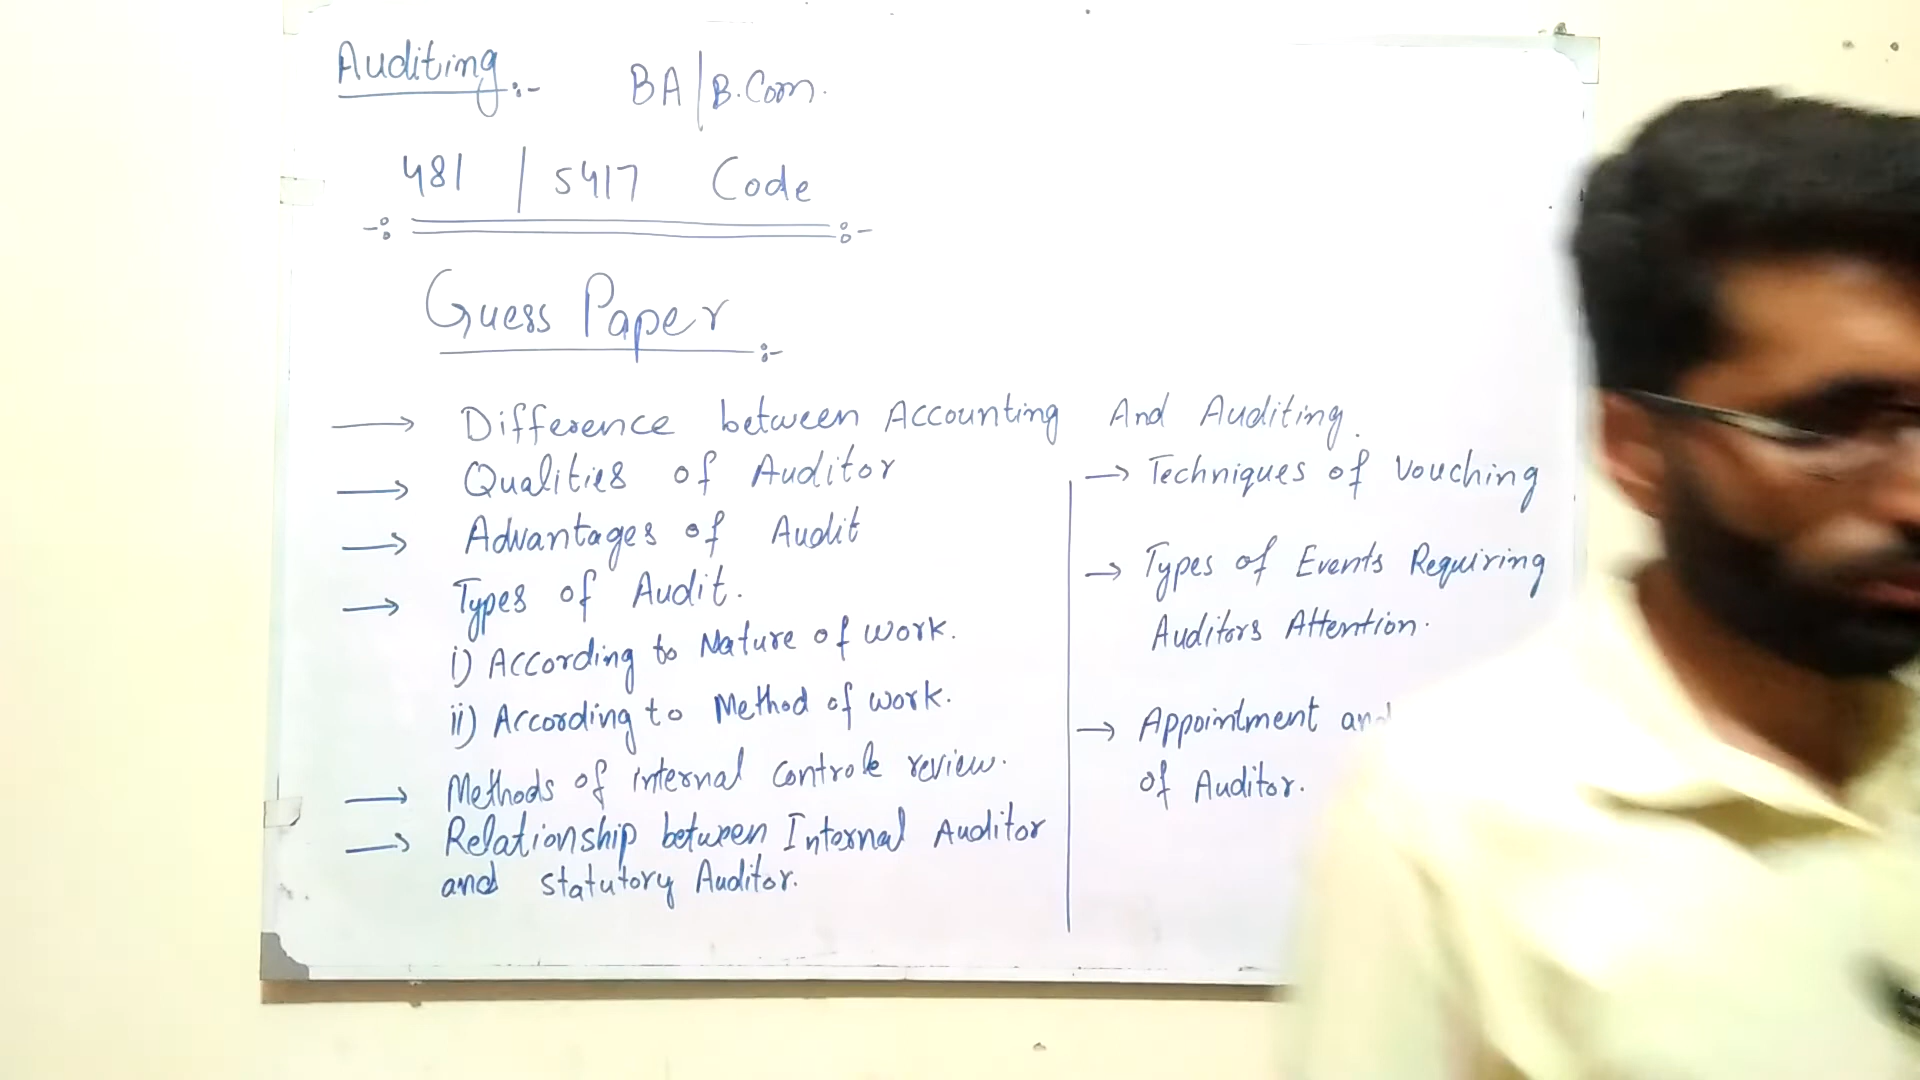 Auditing:- BA/B.Com.
481 / 5417 Code
Guess Paper :-
→ Difference between Accounting And Auditing.
→ Qualities of Auditor
→ Advantages of Audit
→ Types of Audit.
i) According to Nature of work.
ii) According to Method of work.
→ Methods of internal controle review.
→ Relationship between Internal Auditor
and statutory Auditor.
→ Techniques of Vouching
→ Types of Events Requiring
Auditors Attention.
→ Appointment and
of Auditor.